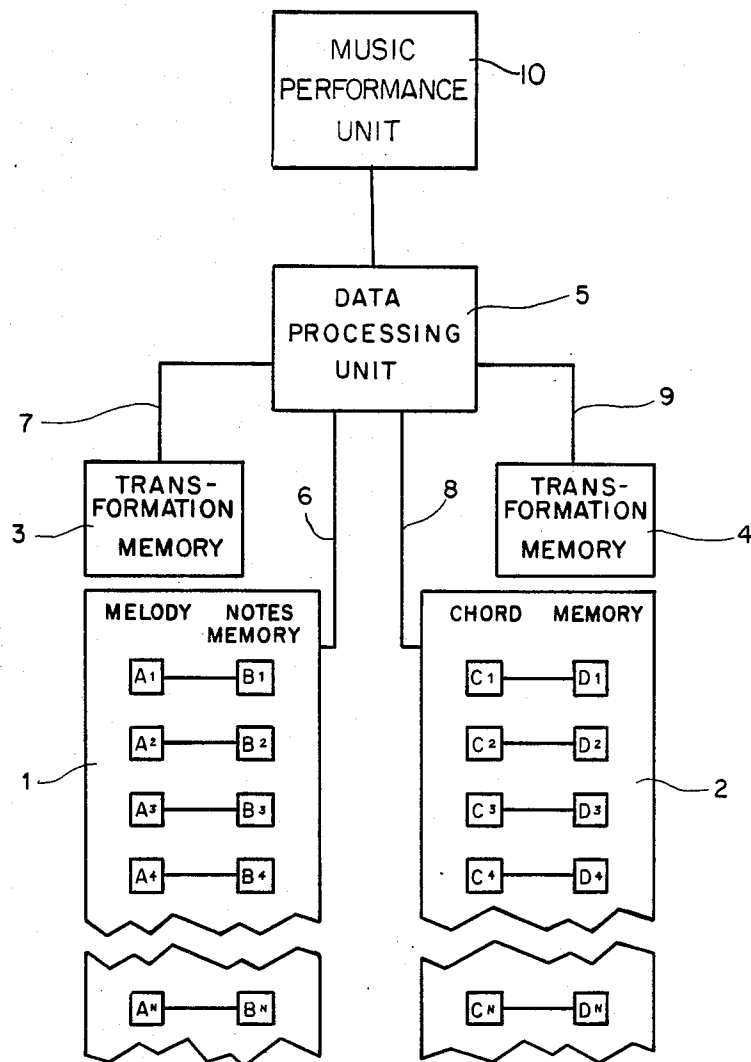 MUSIC
PERFORMANCE
UNIT
10
DATA
PROCESSING
UNIT
5
7
9
TRANS-
FORMATION
MEMORY
3
6
8
TRANS-
FORMATION
MEMORY
4
MELODY NOTES
MEMORY
A1 B1
A2 B2
A3 B3
A4 B4
AN BN
1
CHORD MEMORY
C1 D1
C2 D2
C3 D3
C4 D4
CN DN
2